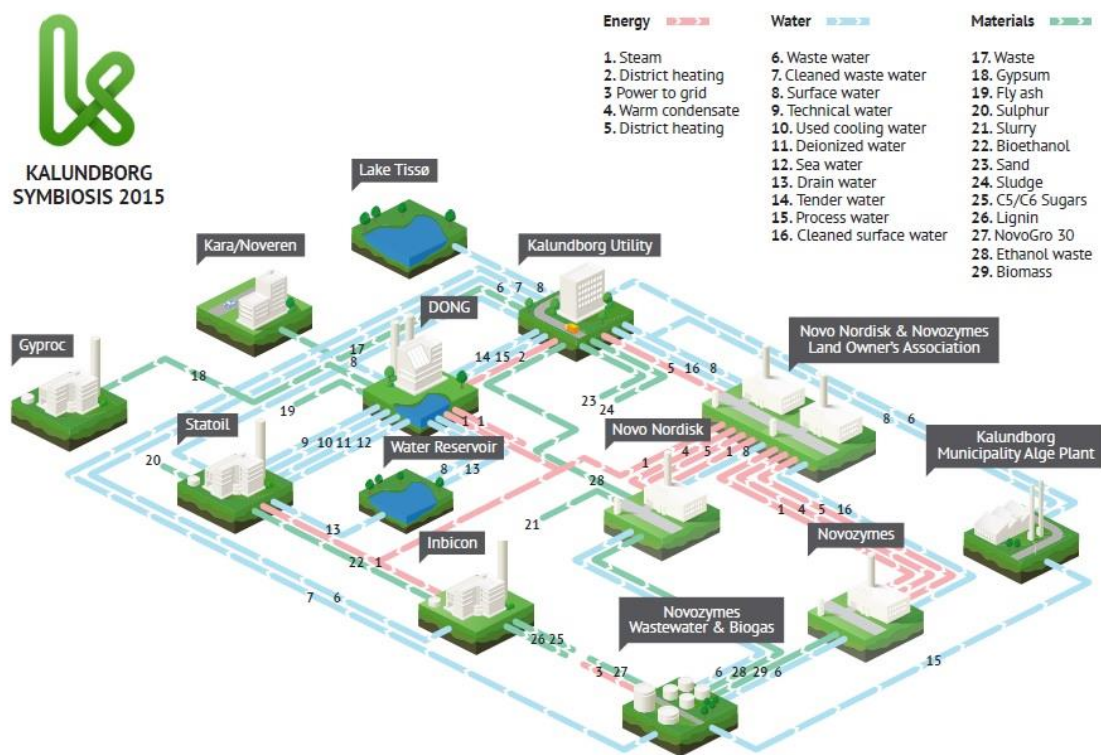 KALUNDBORG
SYMBIOSIS 2015
Energy
1. Steam
2. District heating
3 Power to grid
4. Warm condensate
5. District heating
Water
6. Waste water
7. Cleaned waste water
8. Surface water
9. Technical water
10. Used cooling water
11. Deionized water
12. Sea water
13. Drain water
14. Tender water
15. Process water
16. Cleaned surface water
Materials
17. Waste
18. Gypsum
19. Fly ash
20. Sulphur
21. Slurry
22. Bioethanol
23. Sand
24. Sludge
25. C5/C6 Sugars
26. Lignin
27. NovoGro 30
28. Ethanol waste
29. Biomass
Lake Tissø
Kara/Noveren
Kalundborg Utility
6 7 8
DONG
Gyproc
17
8
14 15 2
Novo Nordisk & Novozymes
Land Owner's Association
18
5 16 8
19
23
24
8 6
Statoil
9 10 11 12
1 1
Novo Nordisk
Kalundborg
Municipality Alge Plant
Water Reservoir
20
8 13
1 4 5 1 8
28
21
13
1 4 5 16
Inbicon
22 1
Novozymes
7 6
Novozymes
Wastewater & Biogas
26 25
3 27
6 28 29 6
15